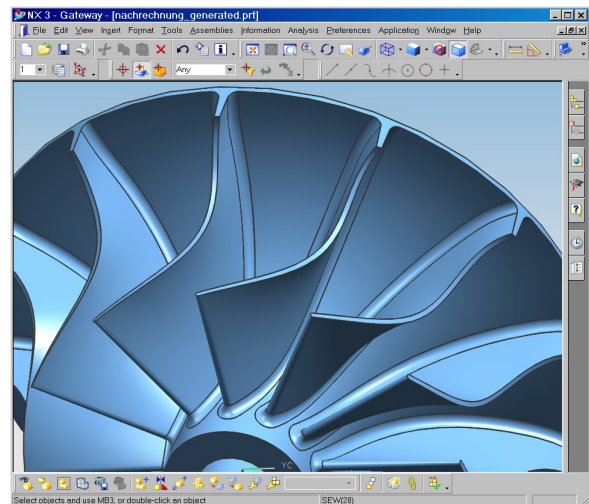 NX 3 - Gateway - [nachrechnung_generated.prt]
File Edit View Insert Format Tools Assemblies Information Analysis Preferences Application Window Help
1 Any
YC
Select objects and use MB3, or double-click an object SEW(28)